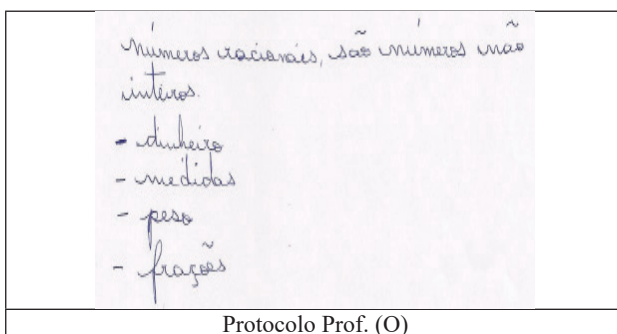 Números racionais, são números não
inteiros.
- dinheiro
- medidas
- peso
- frações
Protocolo Prof. (O)